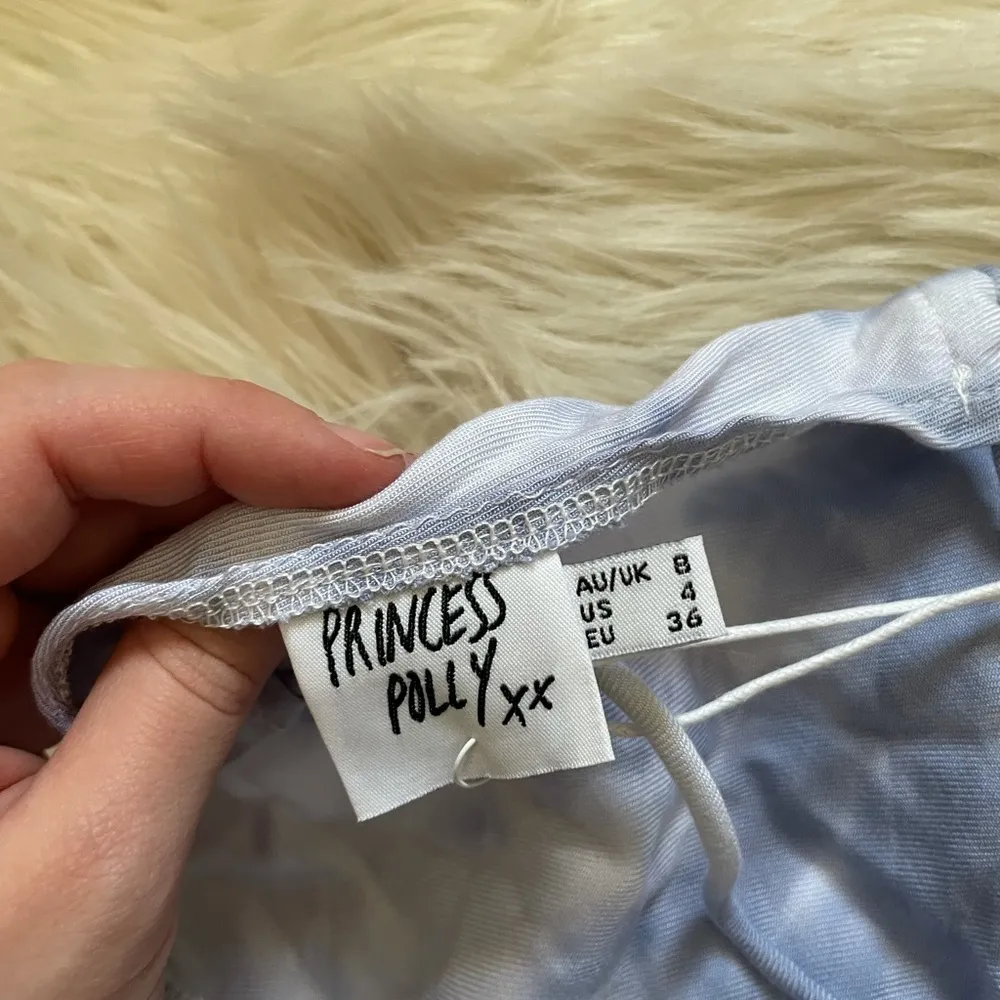 PRINCESS
POLLY xx
AU/UK 8
US 4
EU 36